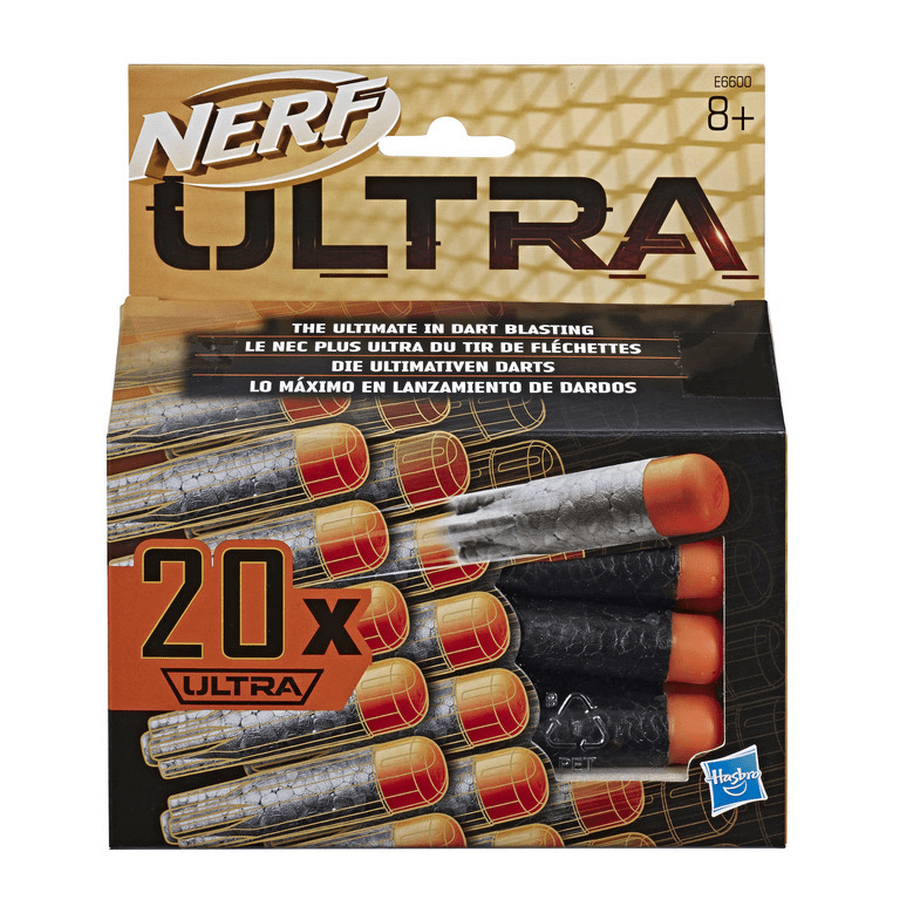 E6600
8+
NERF
ULTRA
THE ULTIMATE IN DART BLASTING
LE NEC PLUS ULTRA DU TIR DE FLÉCHETTES
DIE ULTIMATIVEN DARTS
LO MÁXIMO EN LANZAMIENTO DE DARDOS
20x
ULTRA
PET
Hasbro